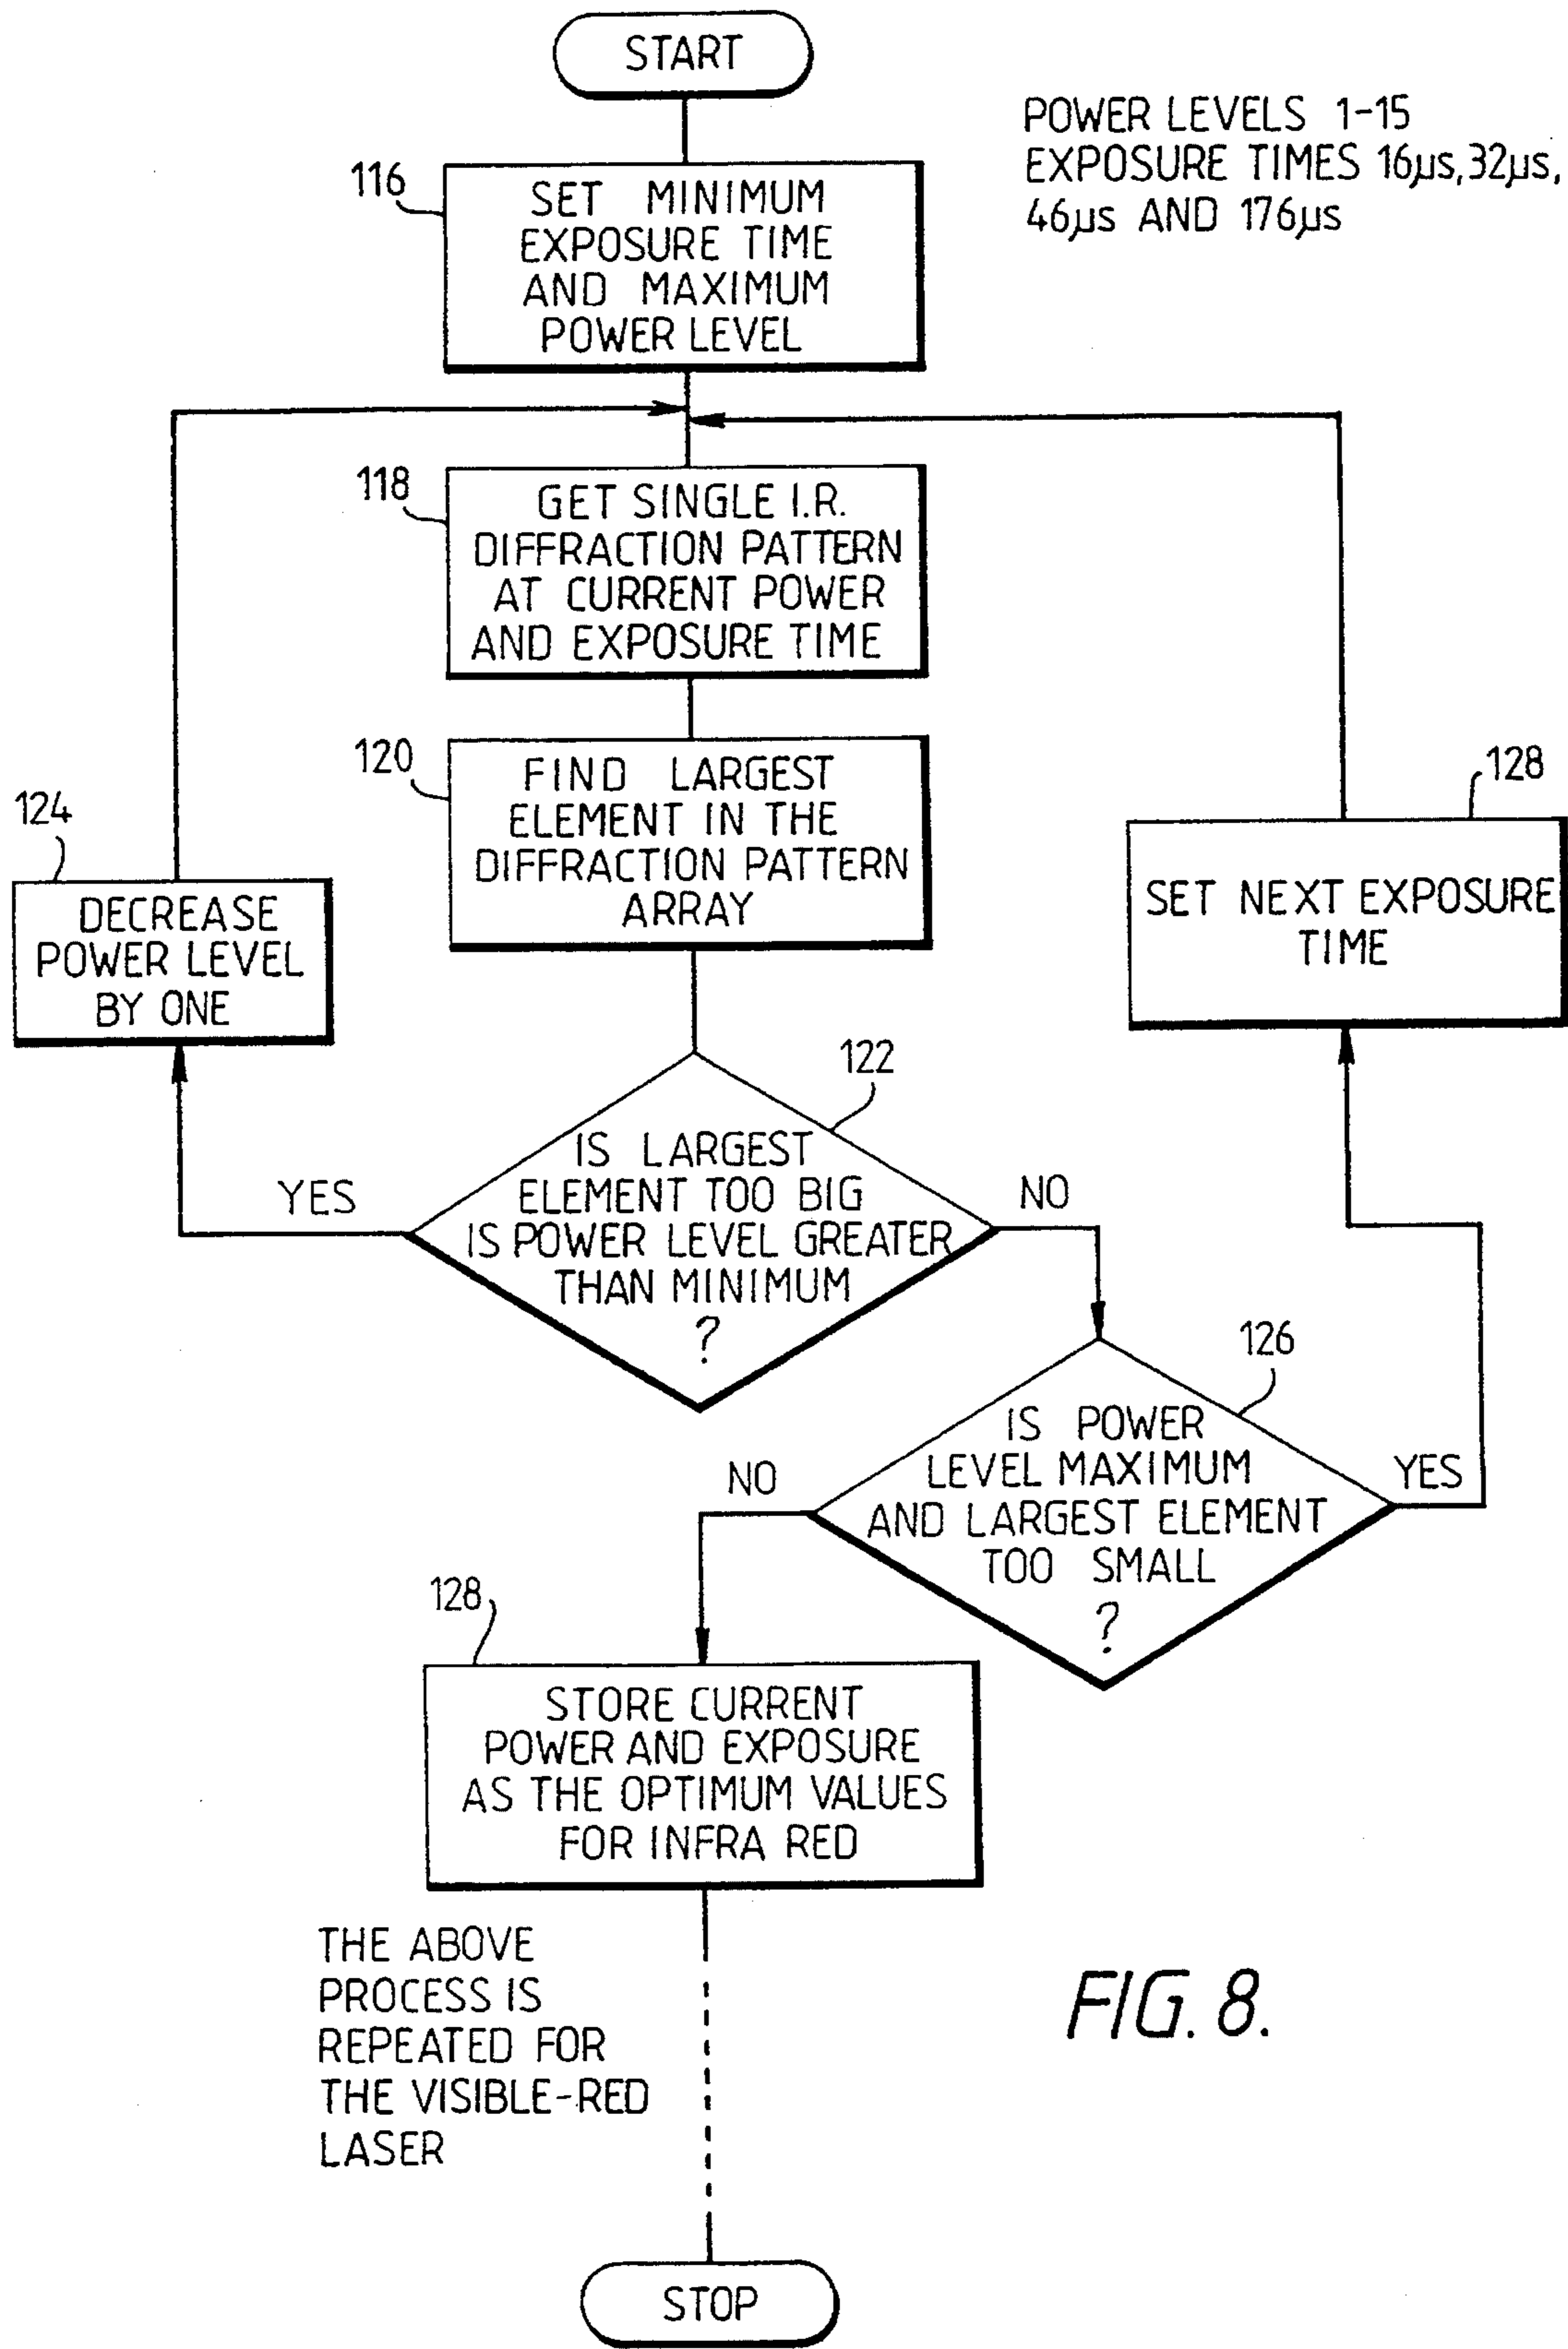 START
POWER LEVELS 1-15
EXPOSURE TIMES 16µs, 32µs,
46µs AND 176µs
116
SET MINIMUM
EXPOSURE TIME
AND MAXIMUM
POWER LEVEL
118
GET SINGLE I.R.
DIFFRACTION PATTERN
AT CURRENT POWER
AND EXPOSURE TIME
120
FIND LARGEST
ELEMENT IN THE
DIFFRACTION PATTERN
ARRAY
124
DECREASE
POWER LEVEL
BY ONE
128
SET NEXT EXPOSURE
TIME
122
IS LARGEST
ELEMENT TOO BIG
IS POWER LEVEL GREATER
THAN MINIMUM
?
YES
NO
126
IS POWER
LEVEL MAXIMUM
AND LARGEST ELEMENT
TOO SMALL
?
NO
YES
128
STORE CURRENT
POWER AND EXPOSURE
AS THE OPTIMUM VALUES
FOR INFRA RED
THE ABOVE
PROCESS IS
REPEATED FOR
THE VISIBLE-RED
LASER
FIG. 8.
STOP